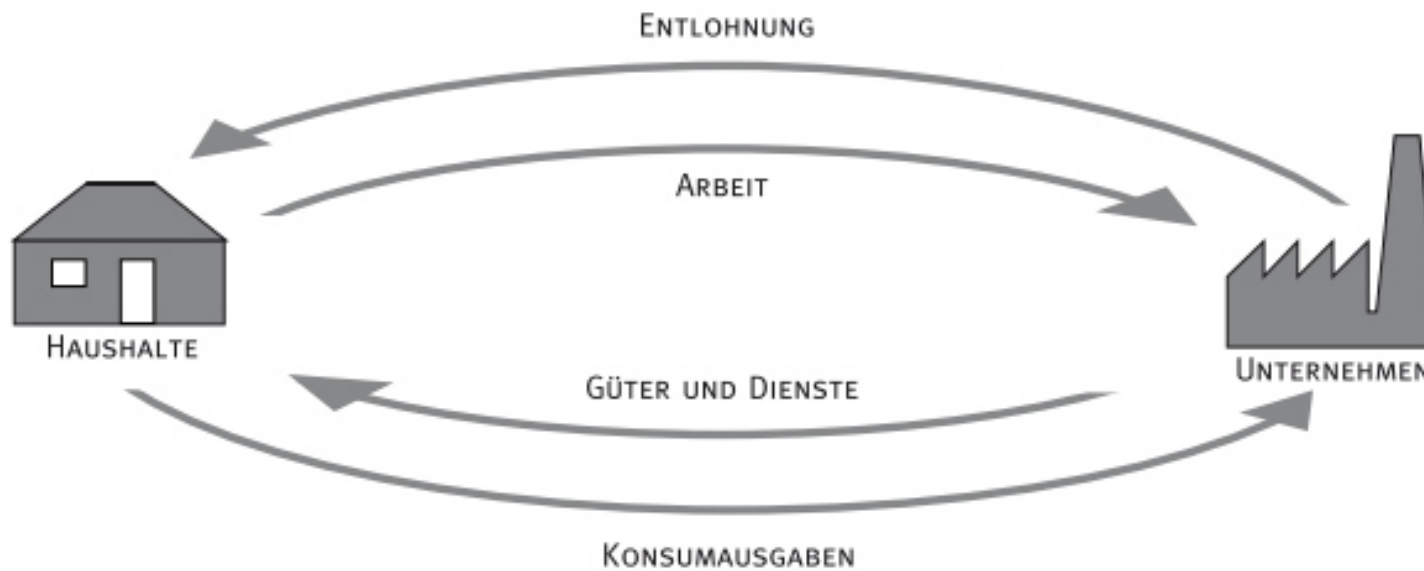 ENTLOHNUNG
ARBEIT
HAUSHALTE
UNTERNEHMEN
GÜTER UND DIENSTE
KONSUMAUSGABEN